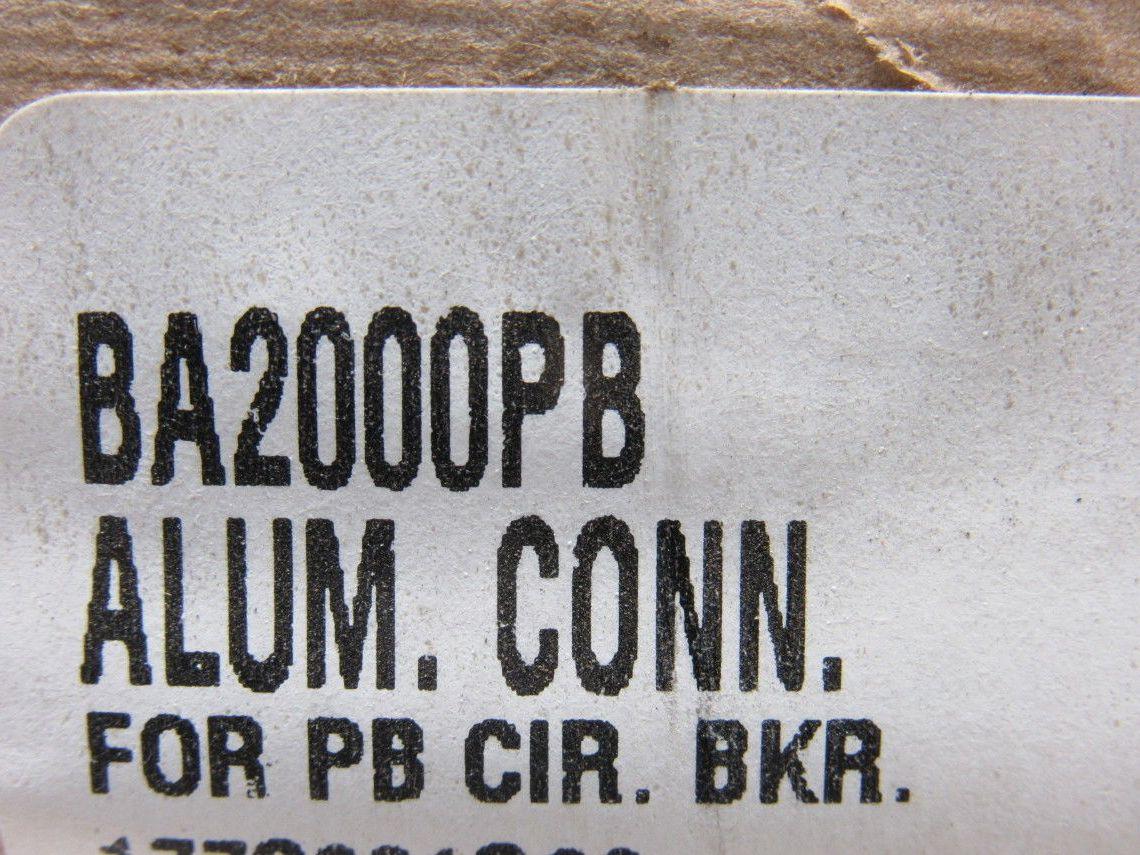 BA2000PB
ALUM. CONN.
FOR PB CIR. BKR.